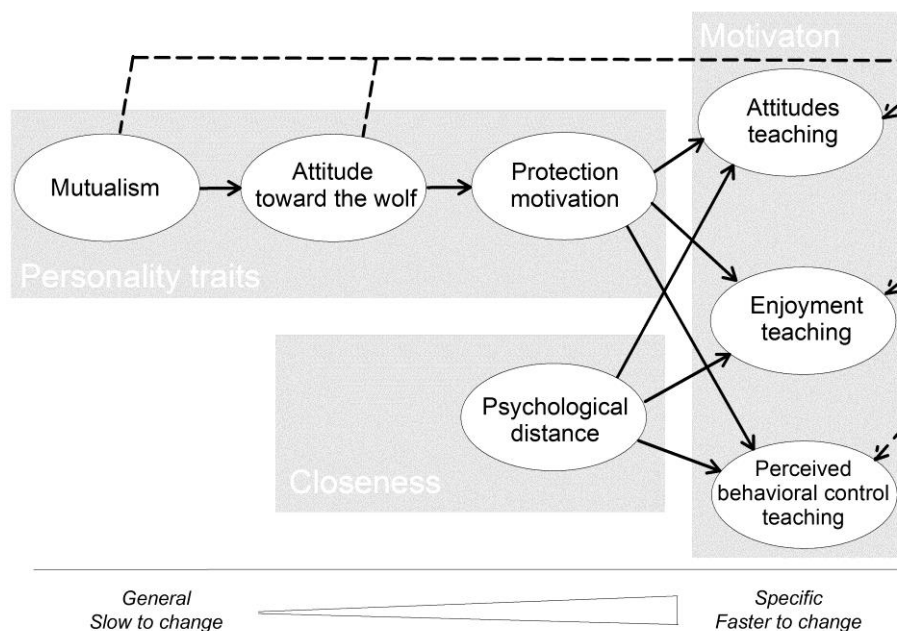 Motivaton
Attitudes
teaching
Mutualism
Attitude
toward the wolf
Protection
motivation
Personality traits
Enjoyment
teaching
Psychological
distance
Closeness
Perceived
behavioral control
teaching
General
Slow to change
Specific
Faster to change